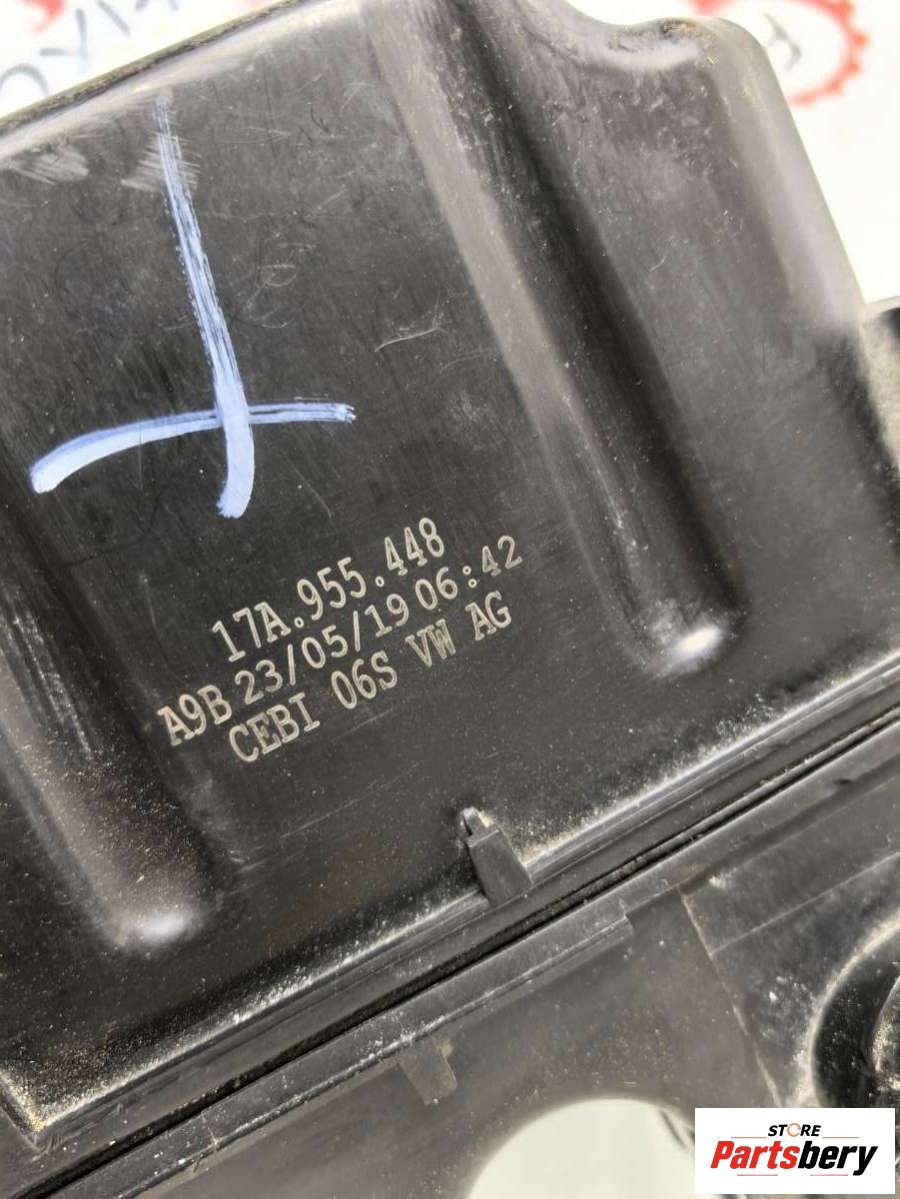 17A.955.448
A9B 23/05/19 06:42
CEBI 06S VW AG
STORE
Partsbery